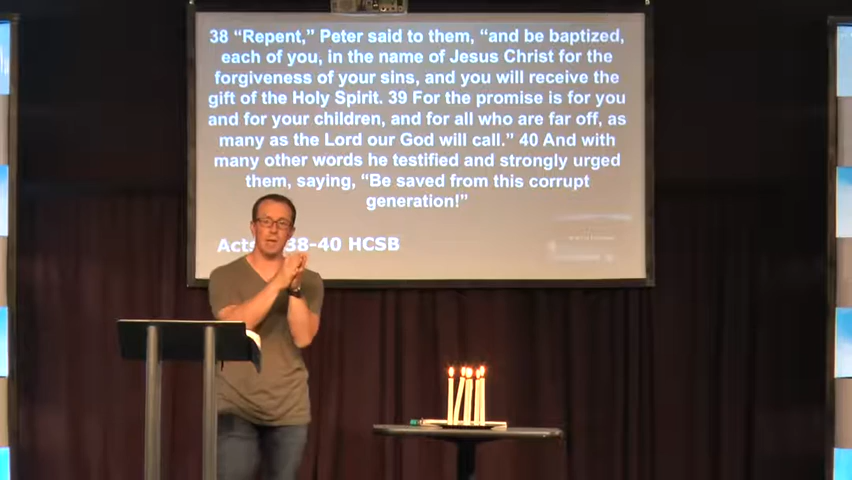 38 “Repent,” Peter said to them, “and be baptized,
each of you, in the name of Jesus Christ for the
forgiveness of your sins, and you will receive the
gift of the Holy Spirit. 39 For the promise is for you
and for your children, and for all who are far off, as
many as the Lord our God will call.” 40 And with
many other words he testified and strongly urged
them, saying, “Be saved from this corrupt
generation!”
Acts 38-40 HCSB